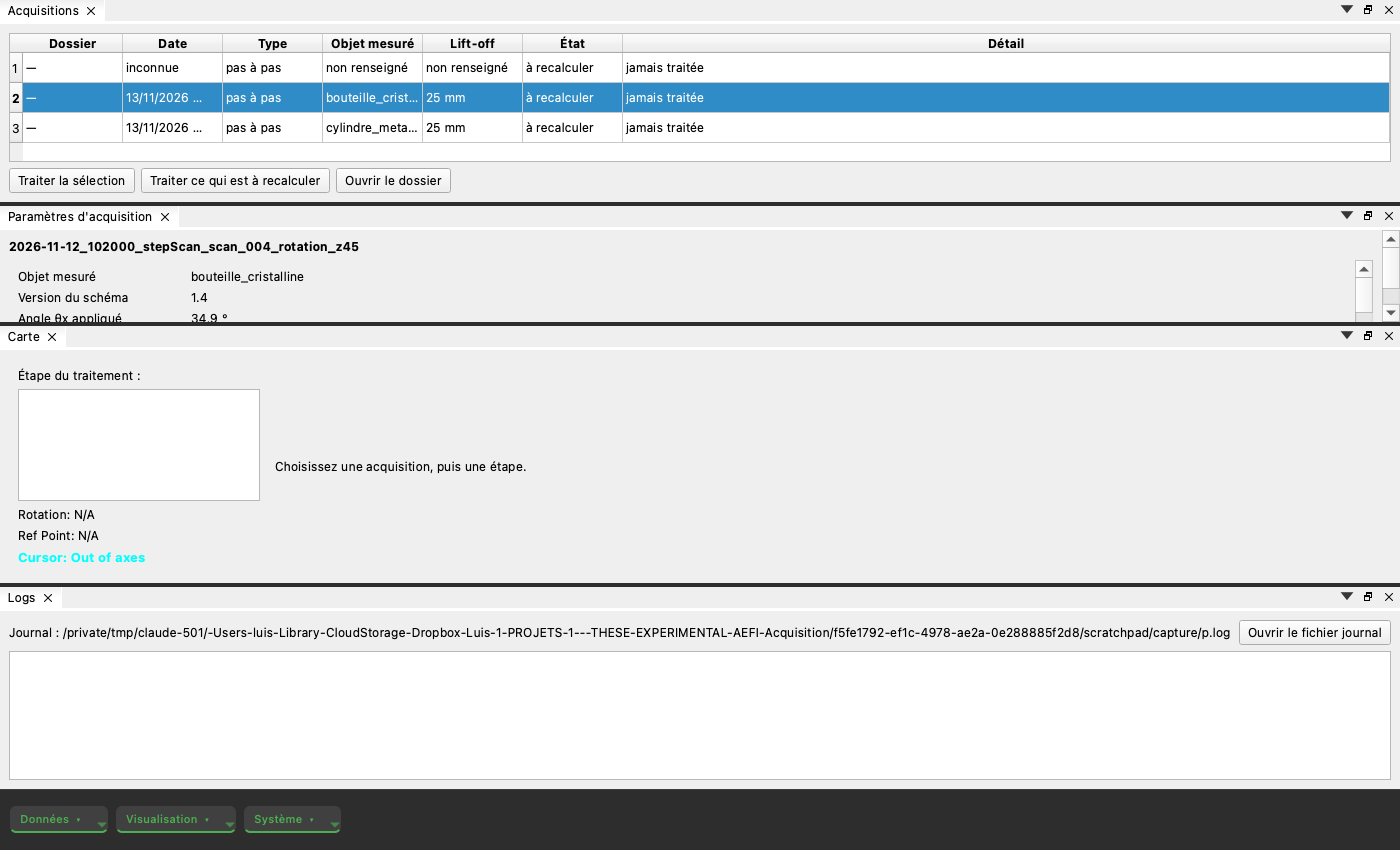 Acquisitions
Dossier Date Type Objet mesuré Lift-off État Détail
1 — inconnue pas à pas non renseigné non renseigné à recalculer jamais traitée
2 — 13/11/2026 ... pas à pas bouteille_crist... 25 mm à recalculer jamais traitée
3 — 13/11/2026 ... pas à pas cylindre_meta... 25 mm à recalculer jamais traitée
Traiter la sélection Traiter ce qui est à recalculer Ouvrir le dossier
Paramètres d'acquisition
2026-11-12_102000_stepScan_scan_004_rotation_z45
Objet mesuré bouteille_cristalline
Version du schéma 1.4
Angle θx appliqué 34.9 °
Carte
Étape du traitement :
Choisissez une acquisition, puis une étape.
Rotation: N/A
Ref Point: N/A
Cursor: Out of axes
Logs
Journal : /private/tmp/claude-501/-Users-luis-Library-CloudStorage-Dropbox-Luis-1-PROJETS-1---THESE-EXPERIMENTAL-AEFI-Acquisition/f5fe1792-ef1c-4978-ae2a-0e288885f2d8/scratchpad/capture/p.log Ouvrir le fichier journal
Données • Visualisation • Système •